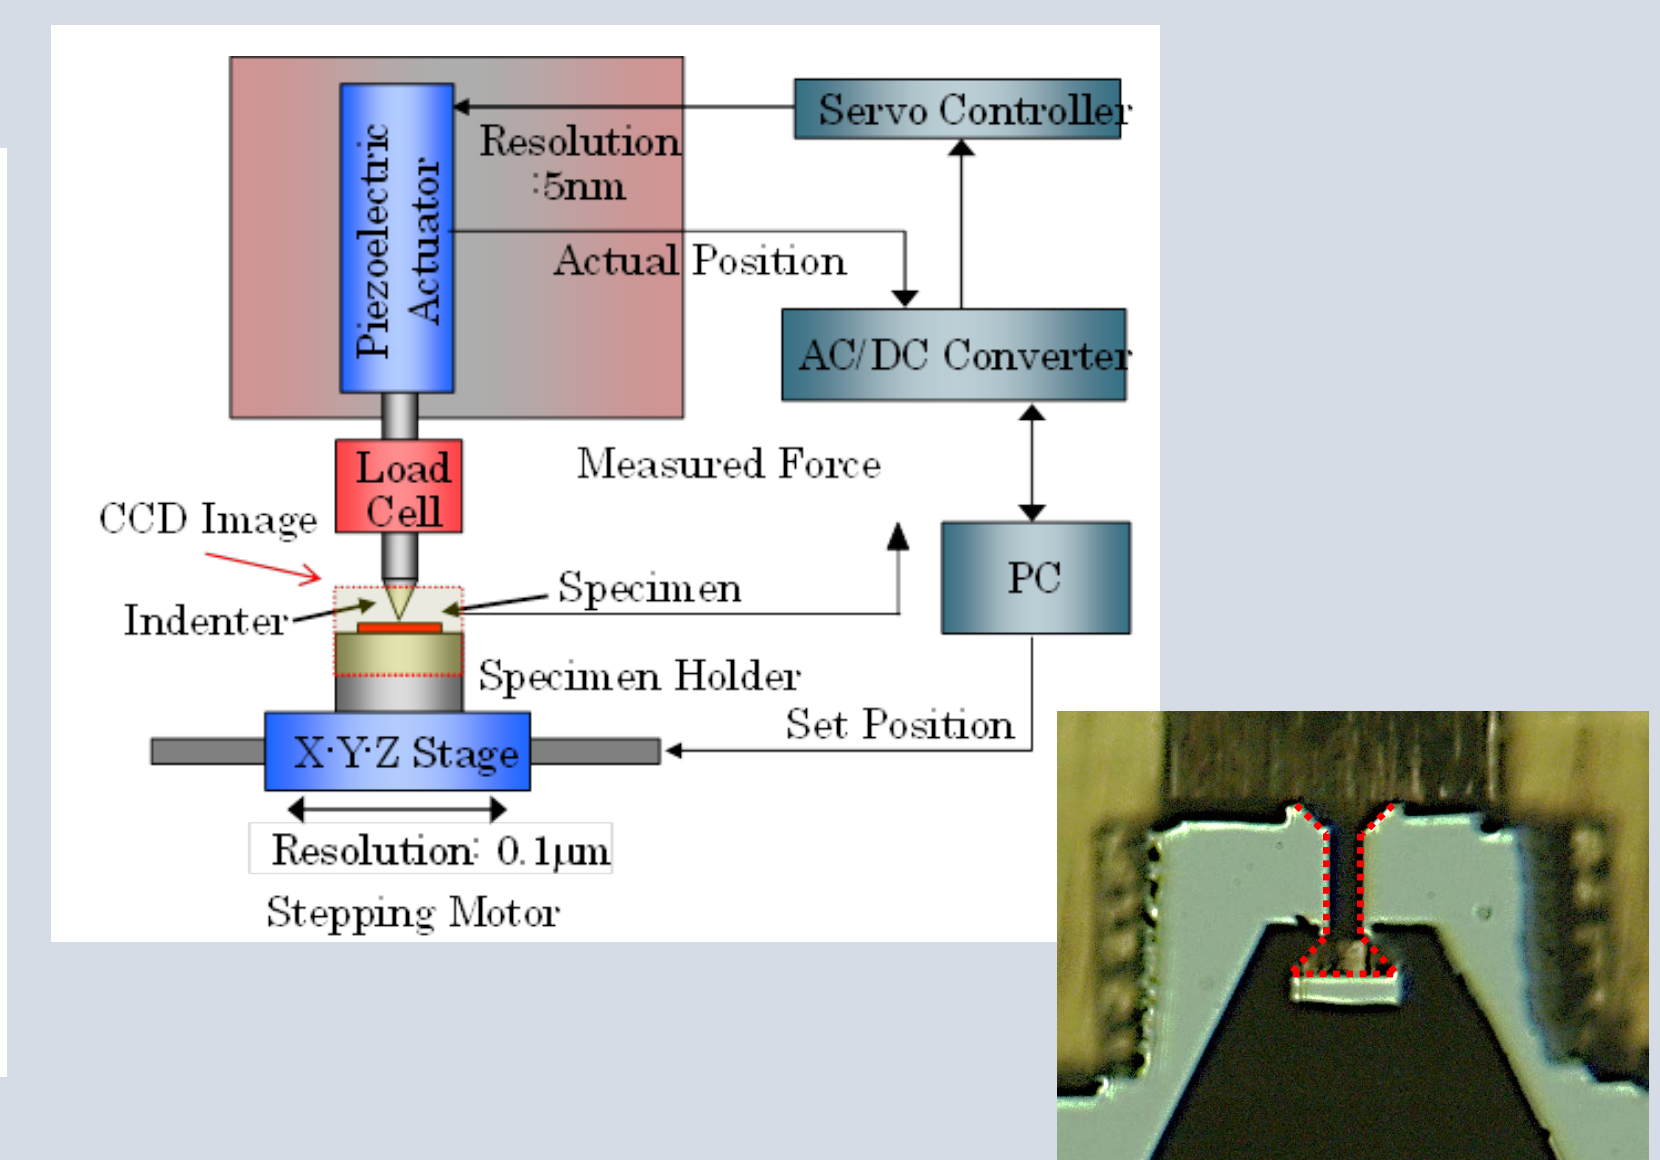 Piezoelectric
Actuator
Servo Controller
Resolution
:5nm
Actual Position
AC/DC Converter
Load
Cell
Measured Force
CCD Image
PC
Specimen
Indenter
Specimen Holder
Set Position
X·Y·Z Stage
Resolution: 0.1μm
Stepping Motor